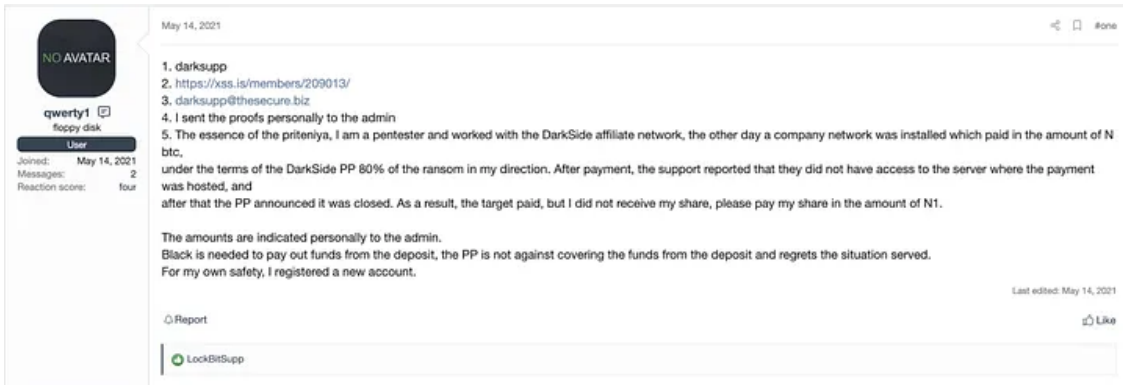 May 14, 2021
#one
NO AVATAR
qwerty1
floppy disk
User
Joined: May 14, 2021
Messages: 2
Reaction score: four
1. darksupp
2. https://xss.is/members/209013/
3. darksupp@thesecure.biz
4. I sent the proofs personally to the admin
5. The essence of the priteniya, I am a pentester and worked with the DarkSide affiliate network, the other day a company network was installed which paid in the amount of N
btc,
under the terms of the DarkSide PP 80% of the ransom in my direction. After payment, the support reported that they did not have access to the server where the payment
was hosted, and
after that the PP announced it was closed. As a result, the target paid, but I did not receive my share, please pay my share in the amount of N1.
The amounts are indicated personally to the admin.
Black is needed to pay out funds from the deposit, the PP is not against covering the funds from the deposit and regrets the situation served.
For my own safety, I registered a new account.
Last edited: May 14, 2021
Report
Like
LockBitSupp